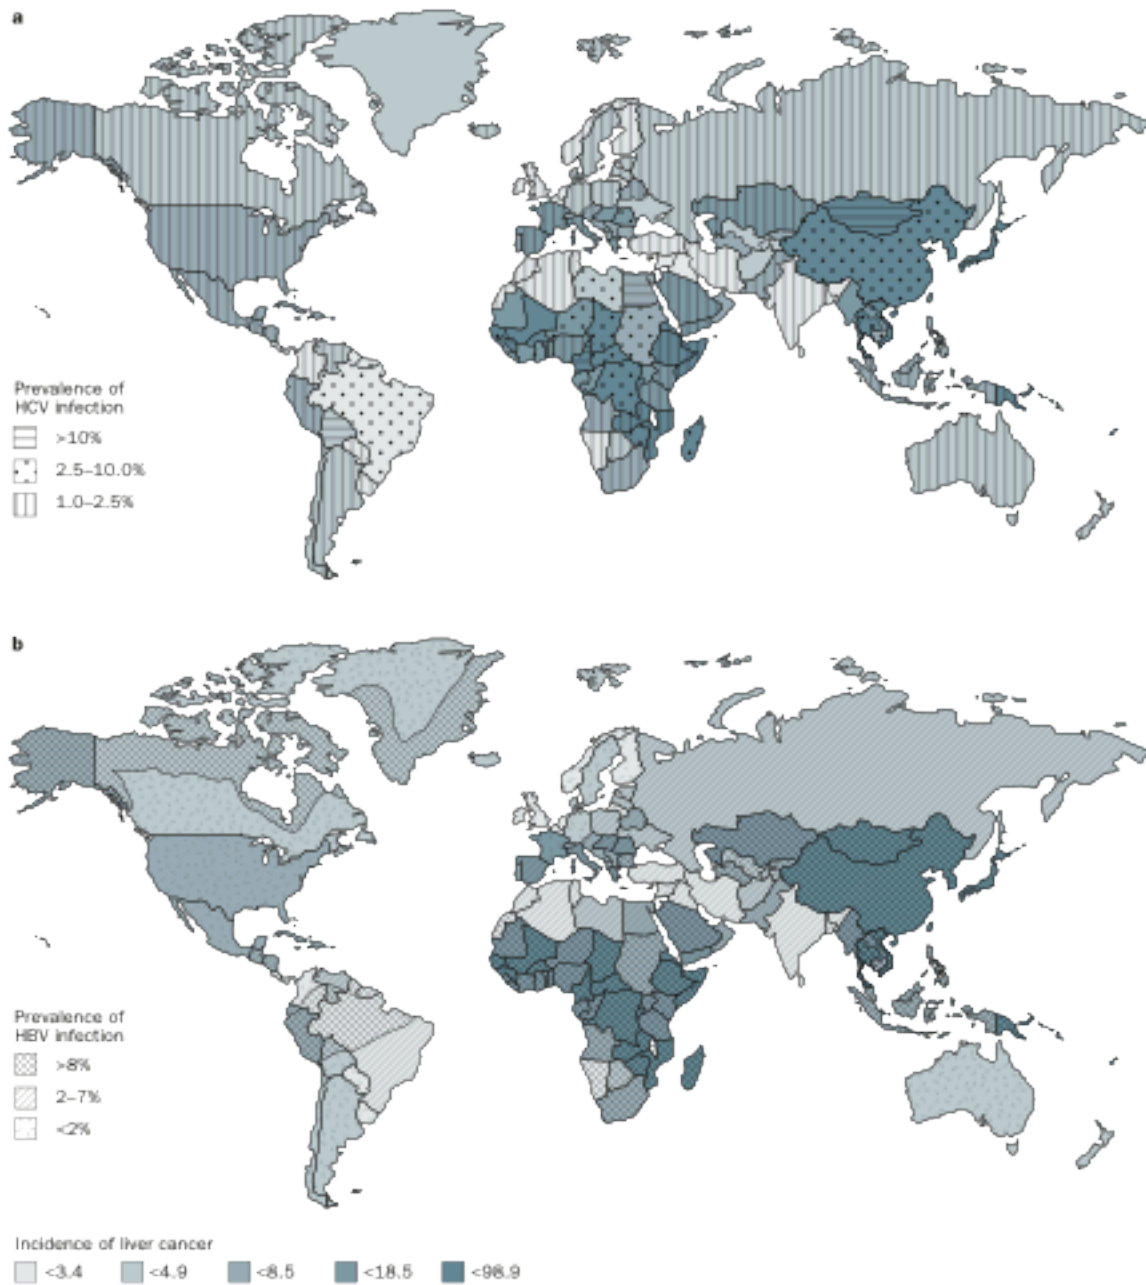 a
Prevalence of
HCV infection
>10%
2.5–10.0%
1.0–2.5%
b
Prevalence of
HBV infection
>8%
2–7%
<2%
Incidence of liver cancer
<3.4 <4.9 <8.5 <18.5 <98.9